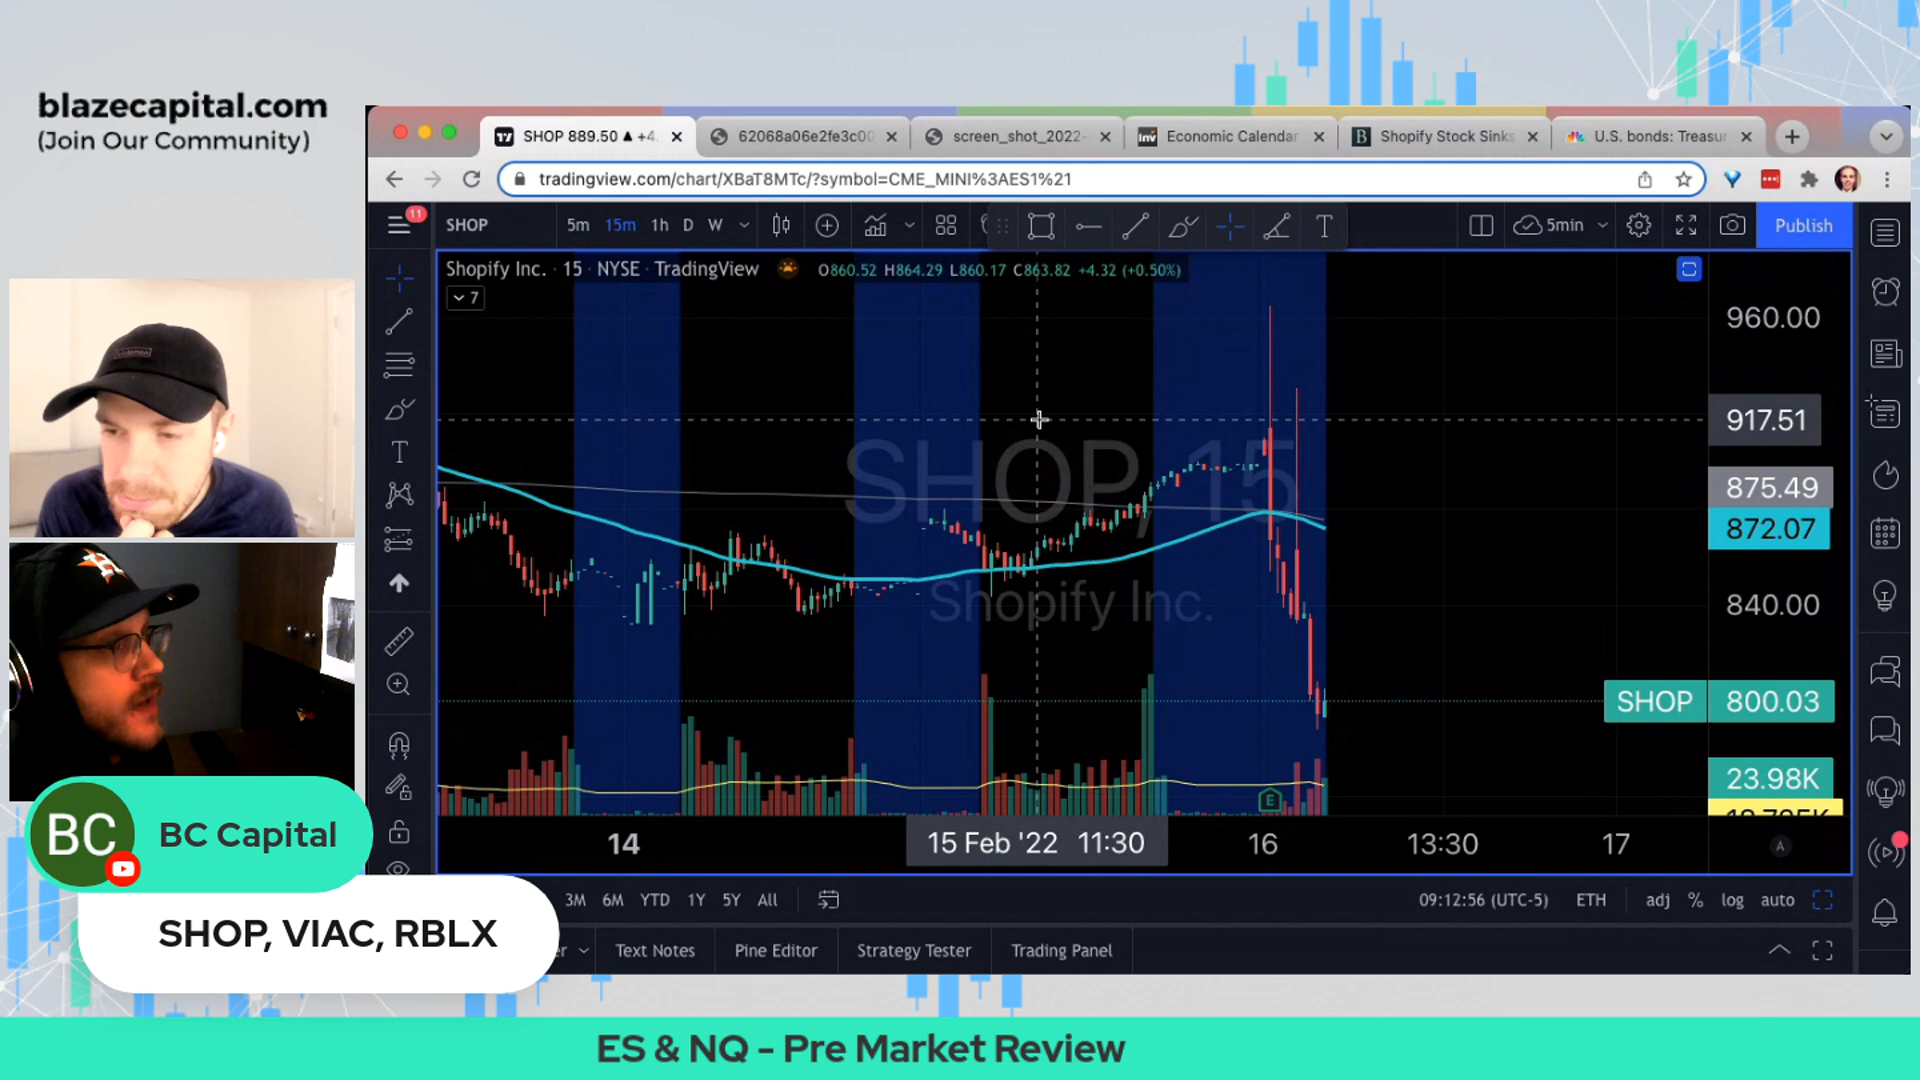 blazecapital.com
(Join Our Community)
SHOP 889.50 ▲ +4.
62068a06e2fe3c00
screen_shot_2022-
Economic Calendar
Shopify Stock Sinks
U.S. bonds: Treasur
tradingview.com/chart/XBaT8MTc/?symbol=CME_MINI%3AES1%21
11
SHOP
5m 15m 1h D W
5min
Publish
Shopify Inc. · 15 · NYSE · TradingView
O860.52 H864.29 L860.17 C863.82 +4.32 (+0.50%)
7
SHOP, 15
Shopify Inc.
960.00
917.51
875.49
872.07
840.00
SHOP 800.03
23.98K
E
14
15 Feb '22 11:30
16
13:30
17
A
3M 6M YTD 1Y 5Y All
09:12:56 (UTC-5) ETH adj % log auto
Text Notes Pine Editor Strategy Tester Trading Panel
BC
BC Capital
SHOP, VIAC, RBLX
ES & NQ - Pre Market Review